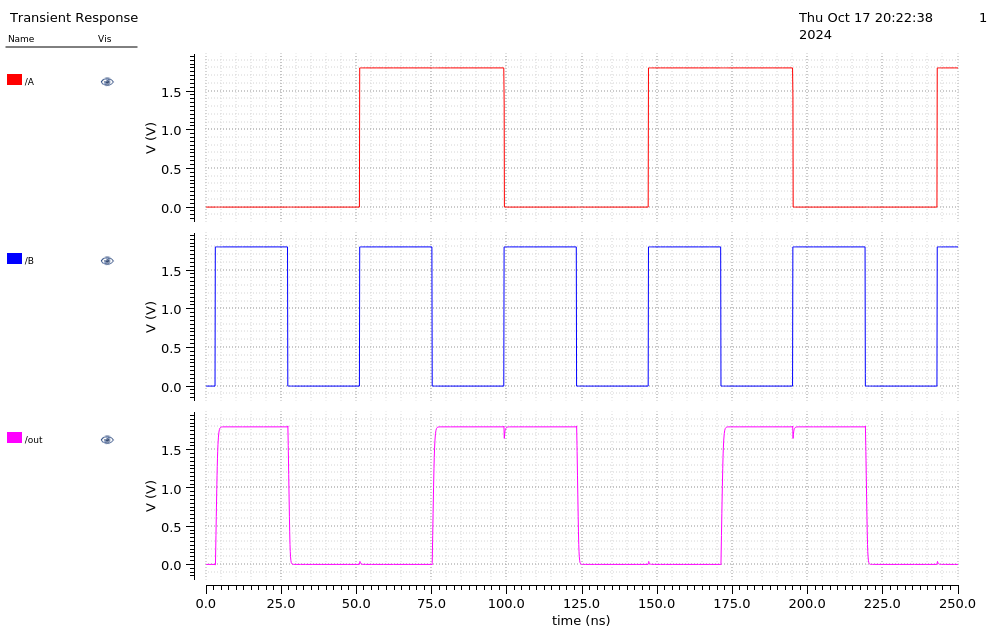 Transient Response
Thu Oct 17 20:22:38 1
2024
Name Vis
/A
V (V)
1.5
1.0
0.5
0.0
/B
V (V)
1.5
1.0
0.5
0.0
/out
V (V)
1.5
1.0
0.5
0.0
0.0 25.0 50.0 75.0 100.0 125.0 150.0 175.0 200.0 225.0 250.0
time (ns)